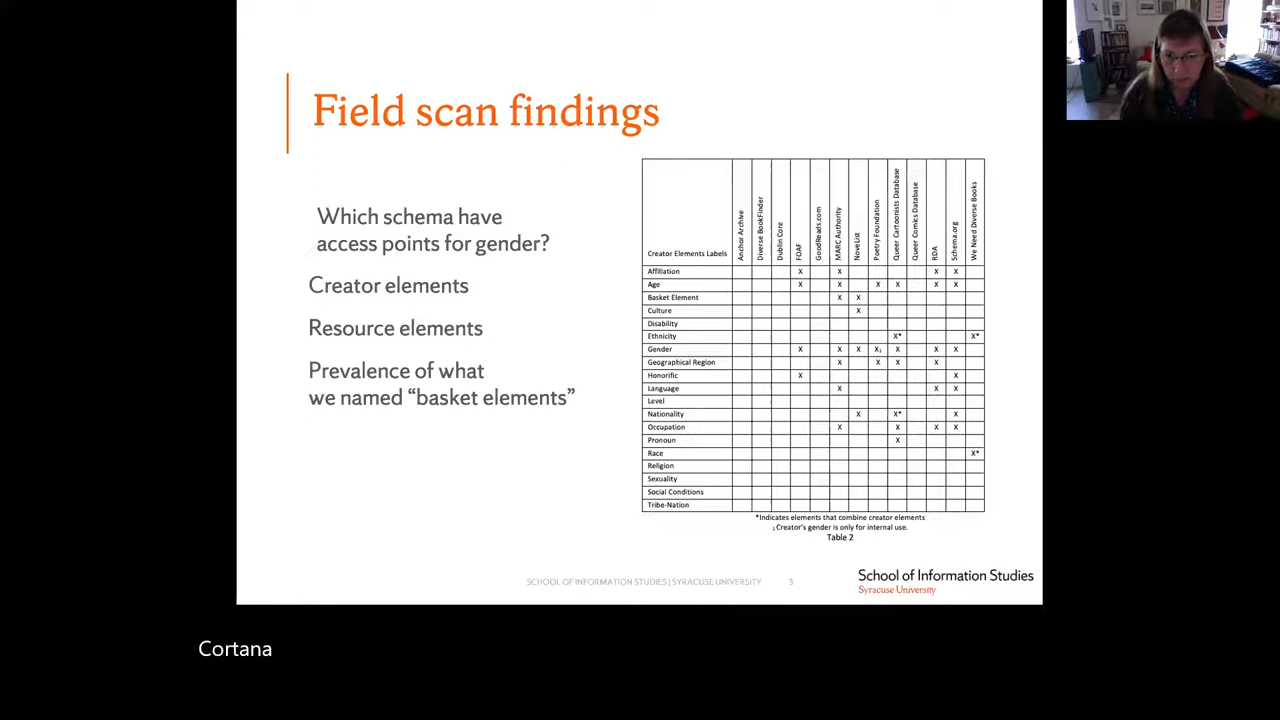 Field scan findings
Which schema have
access points for gender?
Creator elements
Resource elements
Prevalence of what
we named “basket elements”
Creator Elements Labels
Anchor Archive
Diverse BookFinder
Dublin Core
FOAF
GoodReads.com
MARC Authority
NoveList
Poetry Foundation
Queer Cartoonists Database
Queer Comics Database
RDA
Schema.org
We Need Diverse Books
Affiliation X X X X
Age X X X X X X
Basket Element X X
Culture X
Disability
Ethnicity X* X*
Gender X X X X₁ X X X
Geographical Region X X X X
Honorific X X
Language X X X
Level
Nationality X X* X
Occupation X X X X
Pronoun X
Race X*
Religion
Sexuality
Social Conditions
Tribe-Nation
*Indicates elements that combine creator elements
₁ Creator's gender is only for internal use.
Table 2
SCHOOL OF INFORMATION STUDIES | SYRACUSE UNIVERSITY 3
School of Information Studies
Syracuse University
Cortana